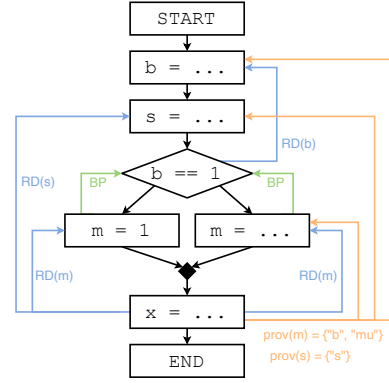 START
b = ...
s = ...
RD(b)
b == 1
RD(s)
BP
BP
m = 1
m = ...
RD(m)
RD(m)
x = ...
prov(m) = {"b", "mu"}
prov(s) = {"s"}
END